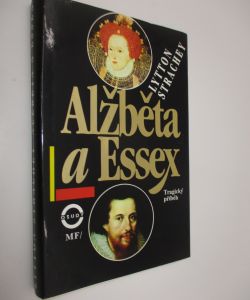 LYTTON STRACHEY
Alžběta
a Essex
Tragický
příběh
OSUDY
MF/